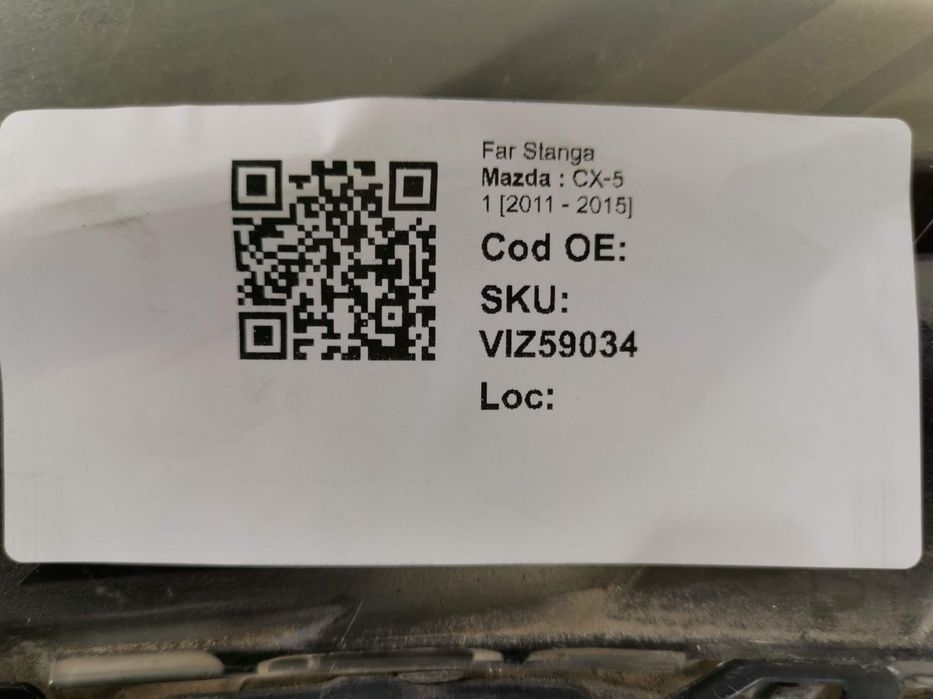 Far Stanga
Mazda : CX-5
1 [2011 - 2015]
Cod OE:
SKU:
VIZ59034
Loc: